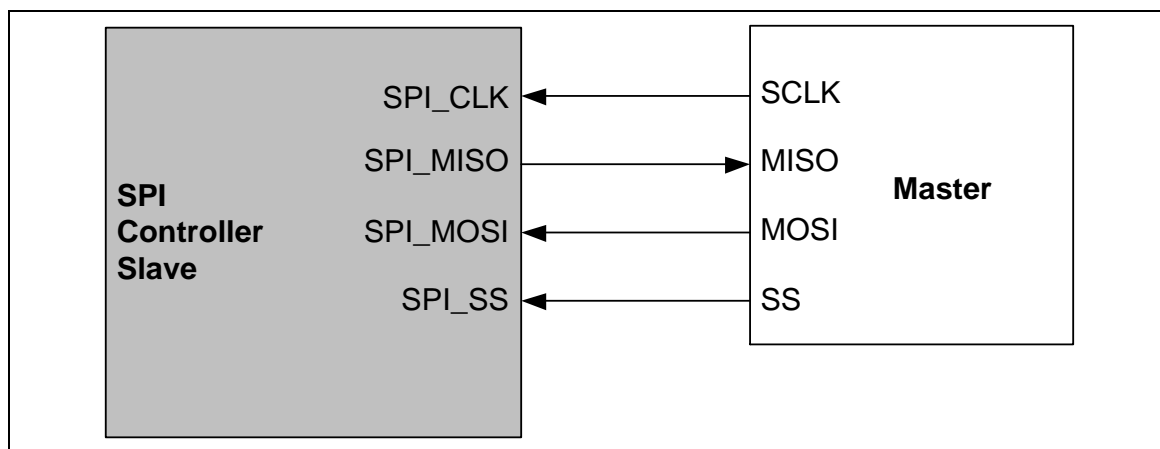 SPI_CLK
SPI_MISO
SPI_MOSI
SPI_SS
SPI
Controller
Slave
SCLK
MISO
MOSI
SS
Master